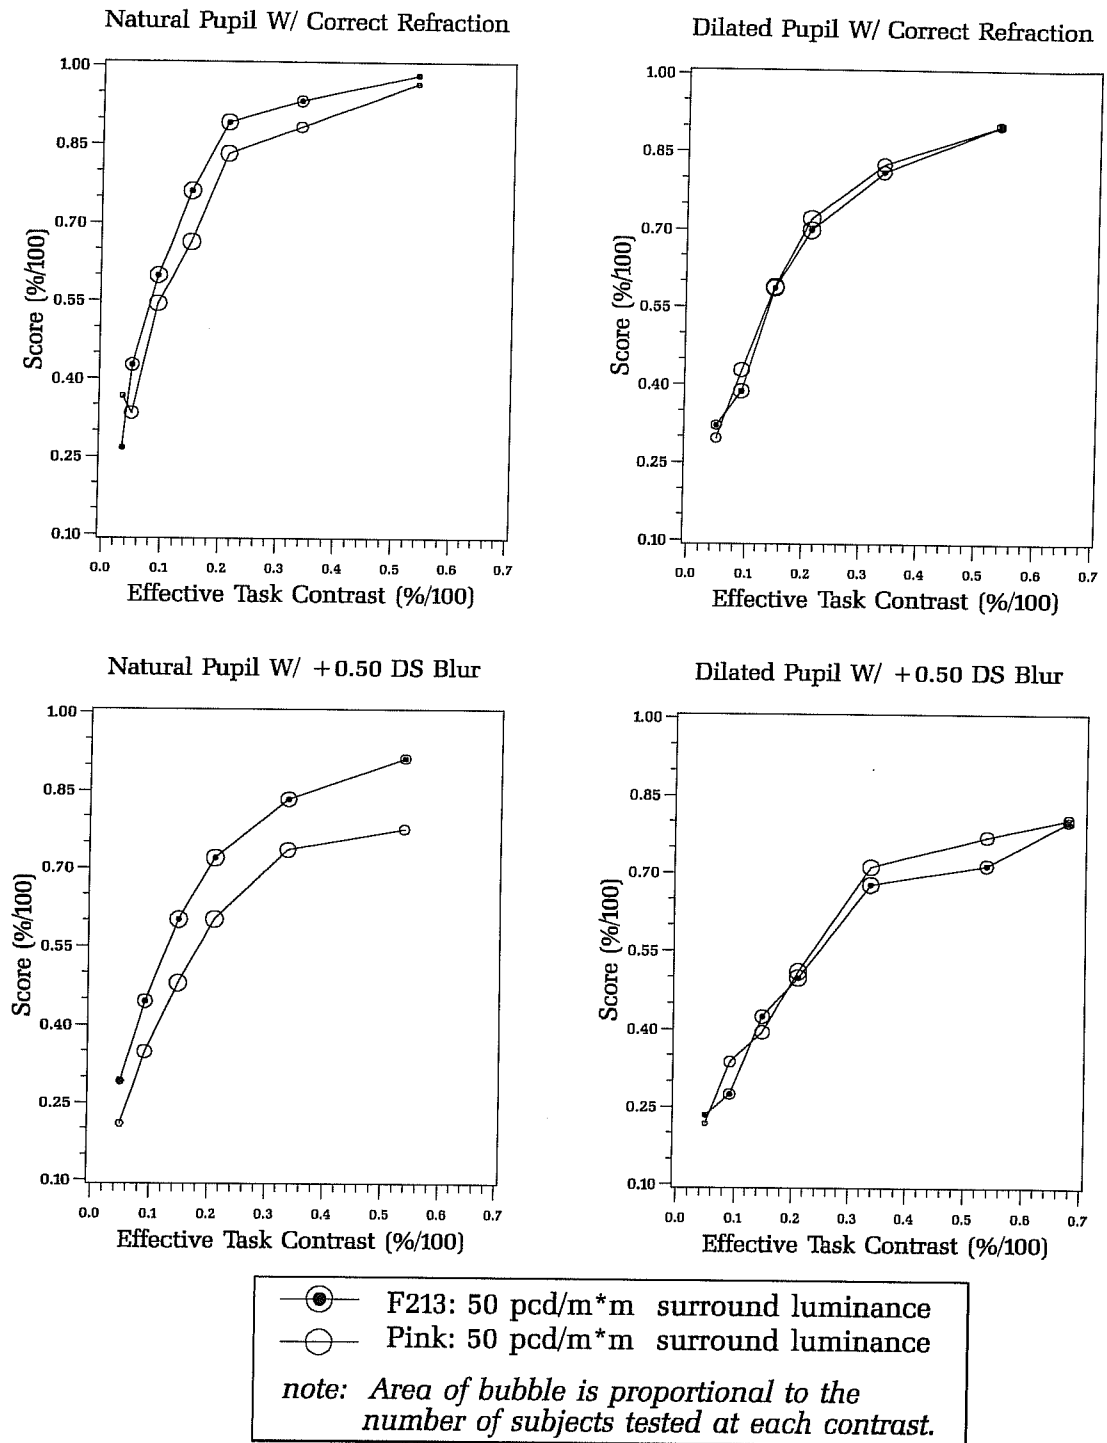 Natural Pupil W/ Correct Refraction
1.00
0.85
0.70
0.55
0.40
0.25
0.10
Score (%/100)
0.0 0.1 0.2 0.3 0.4 0.5 0.6 0.7
Effective Task Contrast (%/100)
Dilated Pupil W/ Correct Refraction
1.00
0.85
0.70
0.55
0.40
0.25
0.10
Score (%/100)
0.0 0.1 0.2 0.3 0.4 0.5 0.6 0.7
Effective Task Contrast (%/100)
Natural Pupil W/ +0.50 DS Blur
1.00
0.85
0.70
0.55
0.40
0.25
0.10
Score (%/100)
0.0 0.1 0.2 0.3 0.4 0.5 0.6 0.7
Effective Task Contrast (%/100)
Dilated Pupil W/ +0.50 DS Blur
1.00
0.85
0.70
0.55
0.40
0.25
0.10
Score (%/100)
0.0 0.1 0.2 0.3 0.4 0.5 0.6 0.7
Effective Task Contrast (%/100)
F213: 50 pcd/m*m surround luminance
Pink: 50 pcd/m*m surround luminance
note: Area of bubble is proportional to the
number of subjects tested at each contrast.